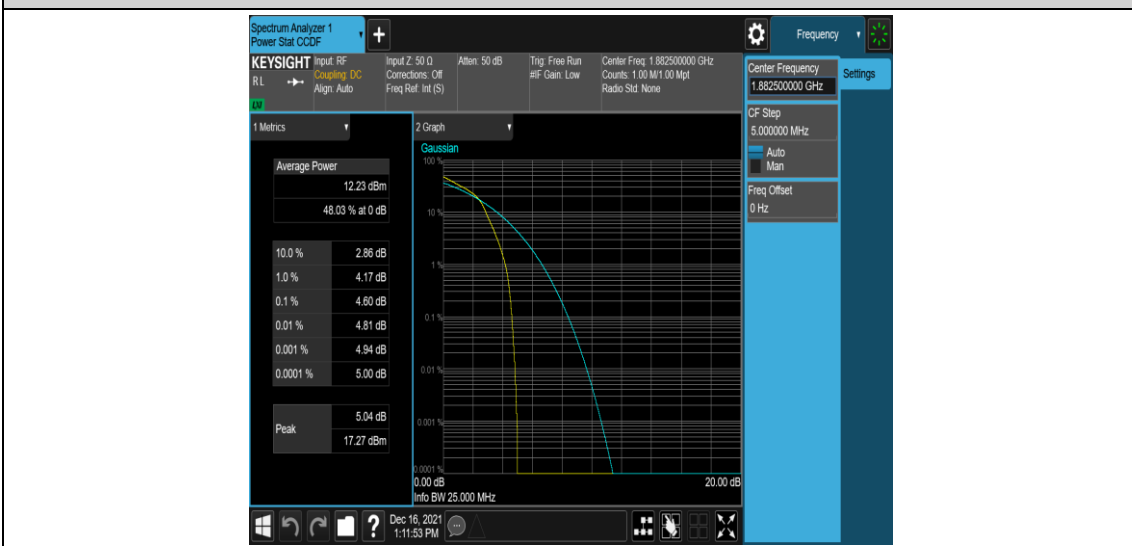 Spectrum Analyzer 1
Power Stat CCDF
+
Frequency
KEYSIGHT
RL
LXI
Input: RF
Coupling: DC
Align: Auto
Input Z: 50 Ω
Corrections: Off
Freq Ref: Int (S)
Atten: 50 dB
Trig: Free Run
#IF Gain: Low
Center Freq: 1.882500000 GHz
Counts: 1.00 M/1.00 Mpt
Radio Std: None
Center Frequency
1.882500000 GHz
Settings
CF Step
5.000000 MHz
Auto
Man
Freq Offset
0 Hz
1 Metrics
Average Power
12.23 dBm
48.03 % at 0 dB
10.0 % 2.86 dB
1.0 % 4.17 dB
0.1 % 4.60 dB
0.01 % 4.81 dB
0.001 % 4.94 dB
0.0001 % 5.00 dB
Peak
5.04 dB
17.27 dBm
2 Graph
Gaussian
100 %
10 %
1 %
0.1 %
0.01 %
0.001 %
0.0001 %
0.00 dB 20.00 dB
Info BW 25.000 MHz
?
Dec 16, 2021
1:11:53 PM